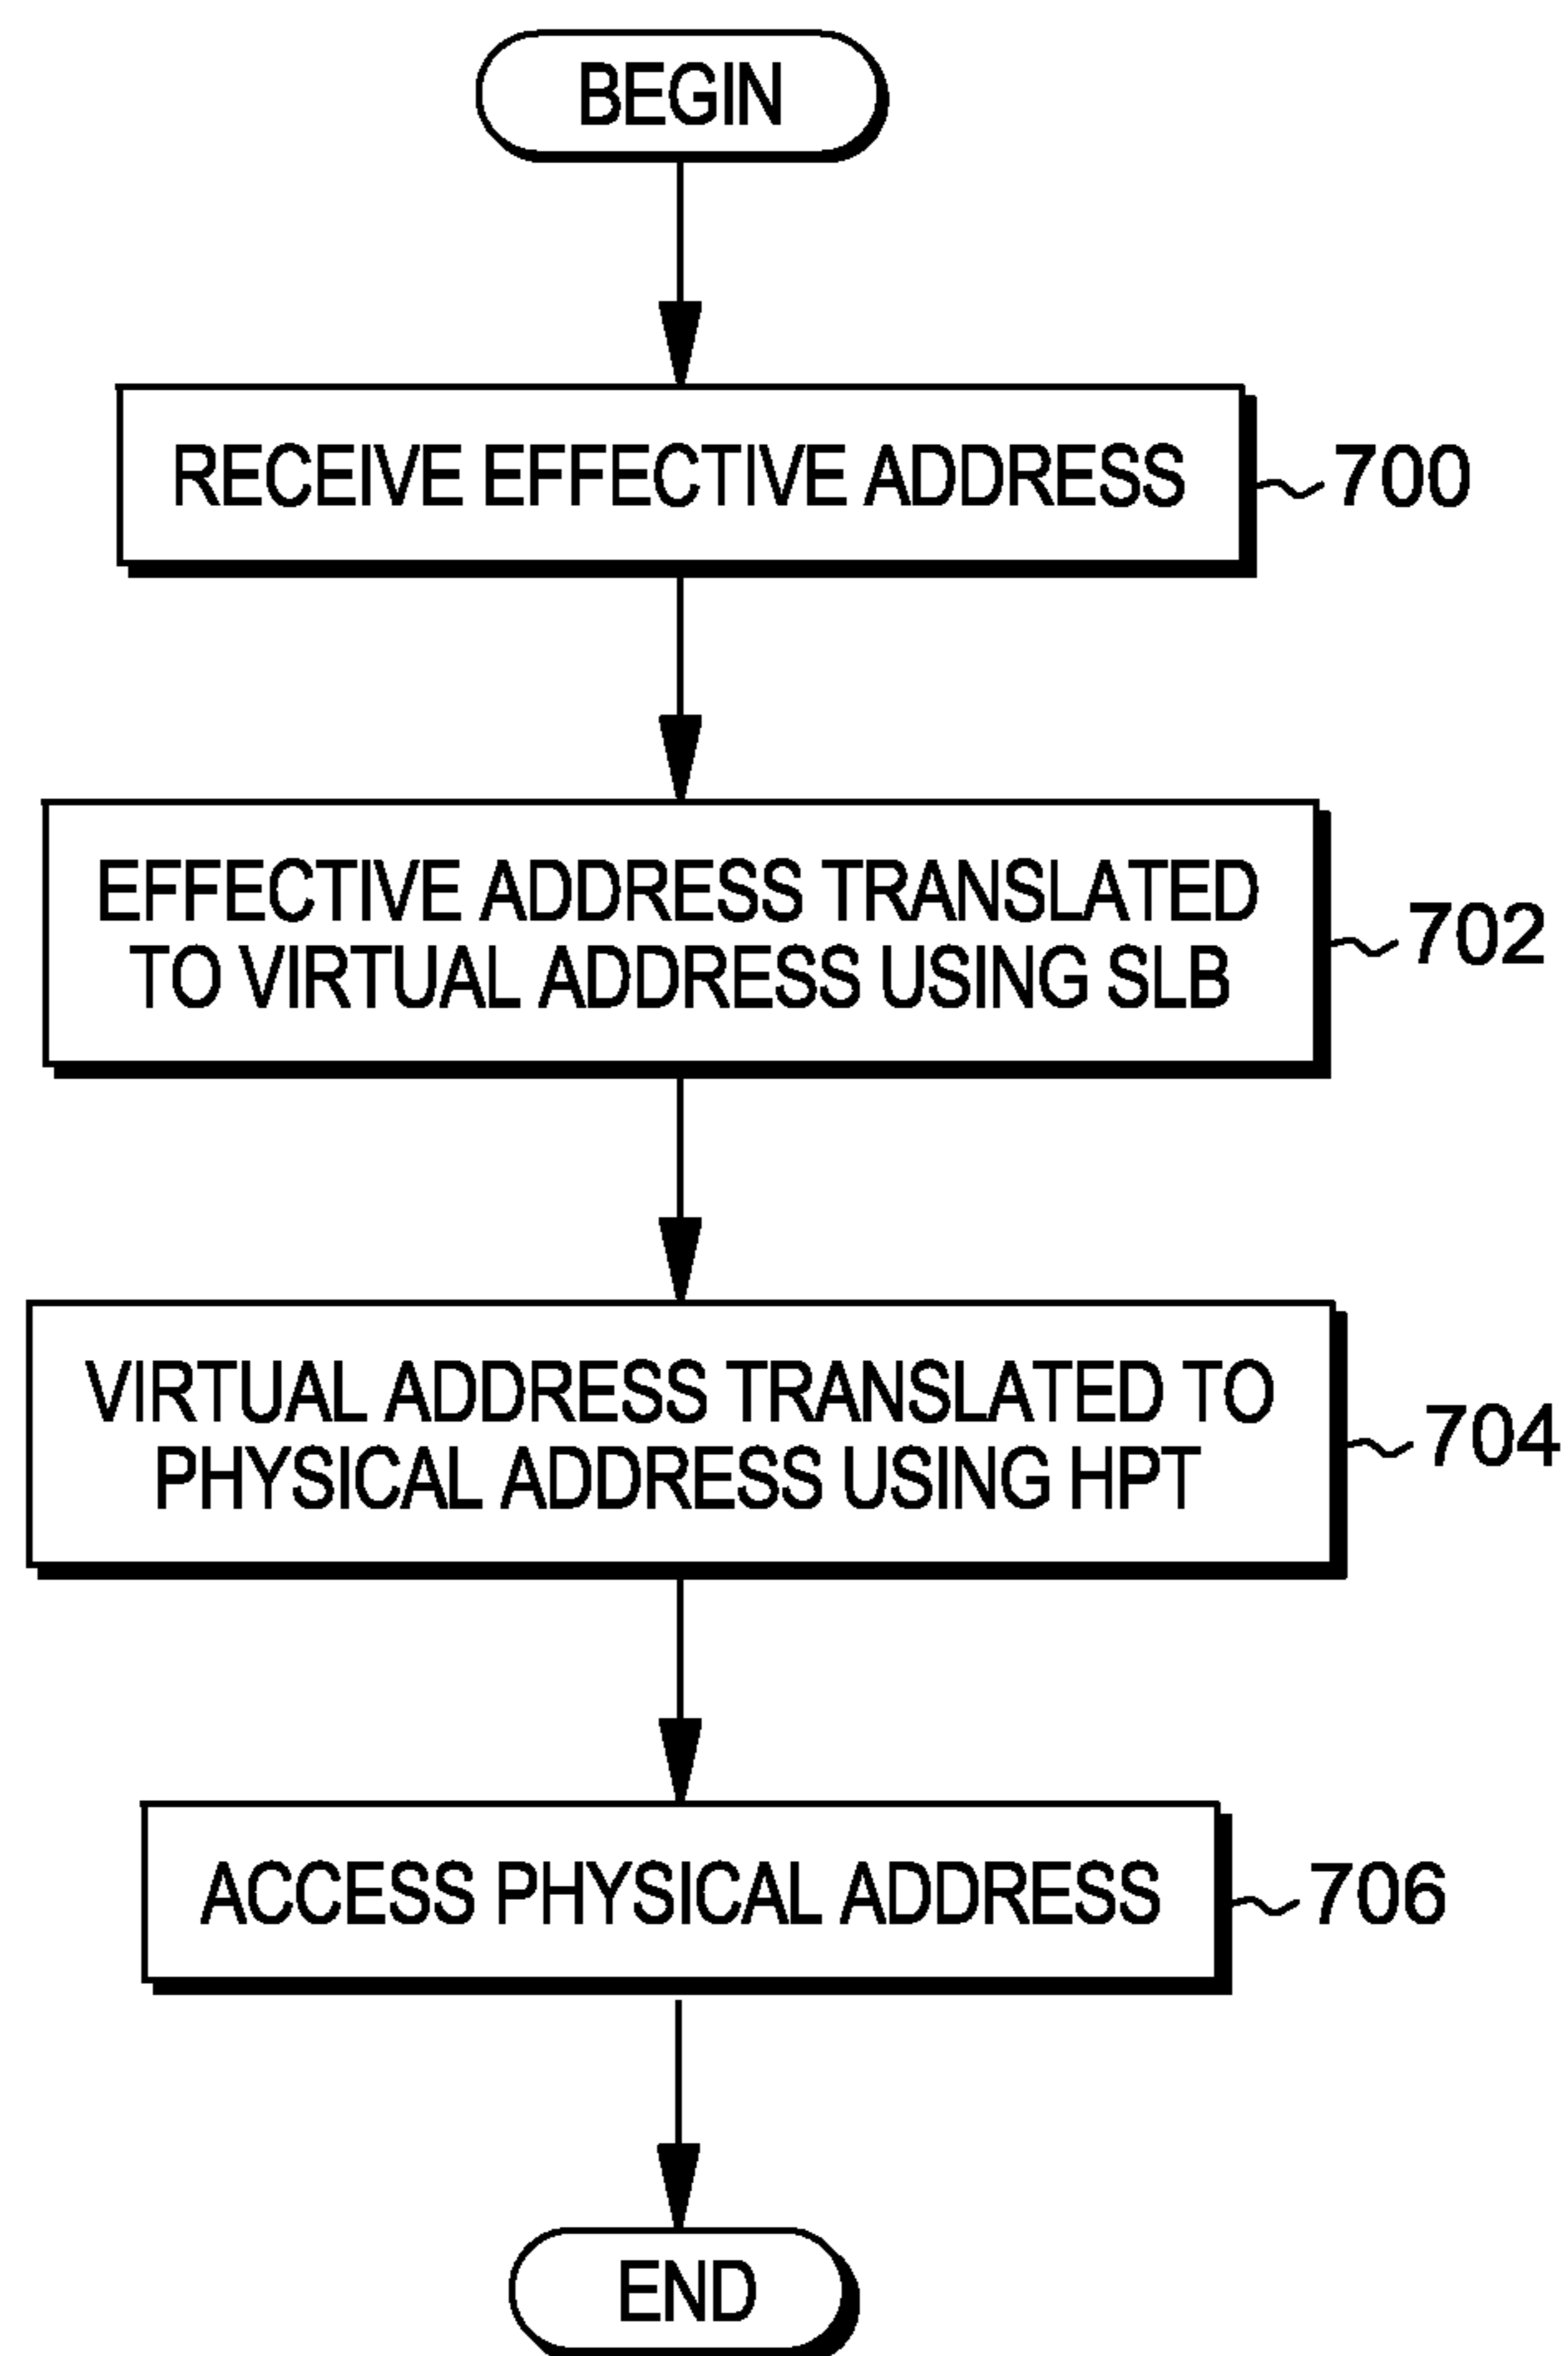 BEGIN
RECEIVE EFFECTIVE ADDRESS
700
EFFECTIVE ADDRESS TRANSLATED
TO VIRTUAL ADDRESS USING SLB
702
VIRTUAL ADDRESS TRANSLATED TO
PHYSICAL ADDRESS USING HPT
704
ACCESS PHYSICAL ADDRESS
706
END